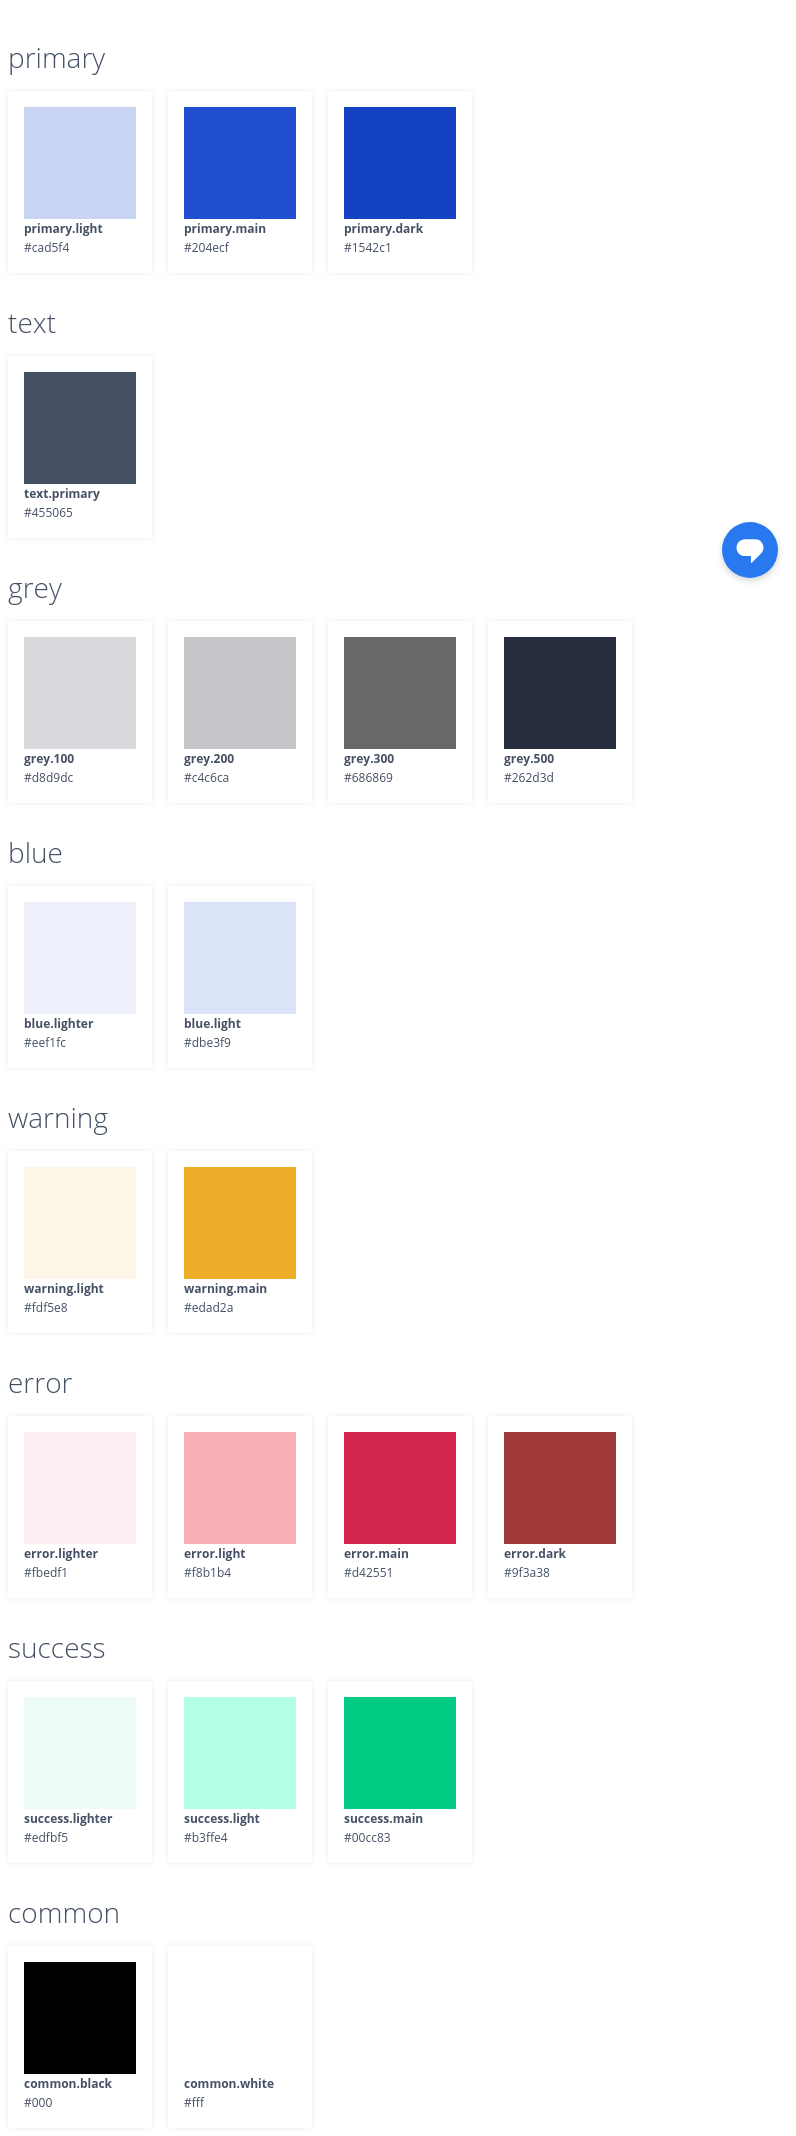 primary
primary.light
#cad5f4
primary.main
#204ecf
primary.dark
#1542c1
text
text.primary
#455065
grey
grey.100
#d8d9dc
grey.200
#c4c6ca
grey.300
#686869
grey.500
#262d3d
blue
blue.lighter
#eef1fc
blue.light
#dbe3f9
warning
warning.light
#fdf5e8
warning.main
#edad2a
error
error.lighter
#fbedf1
error.light
#f8b1b4
error.main
#d42551
error.dark
#9f3a38
success
success.lighter
#edfbf5
success.light
#b3ffe4
success.main
#00cc83
common
common.black
#000
common.white
#fff